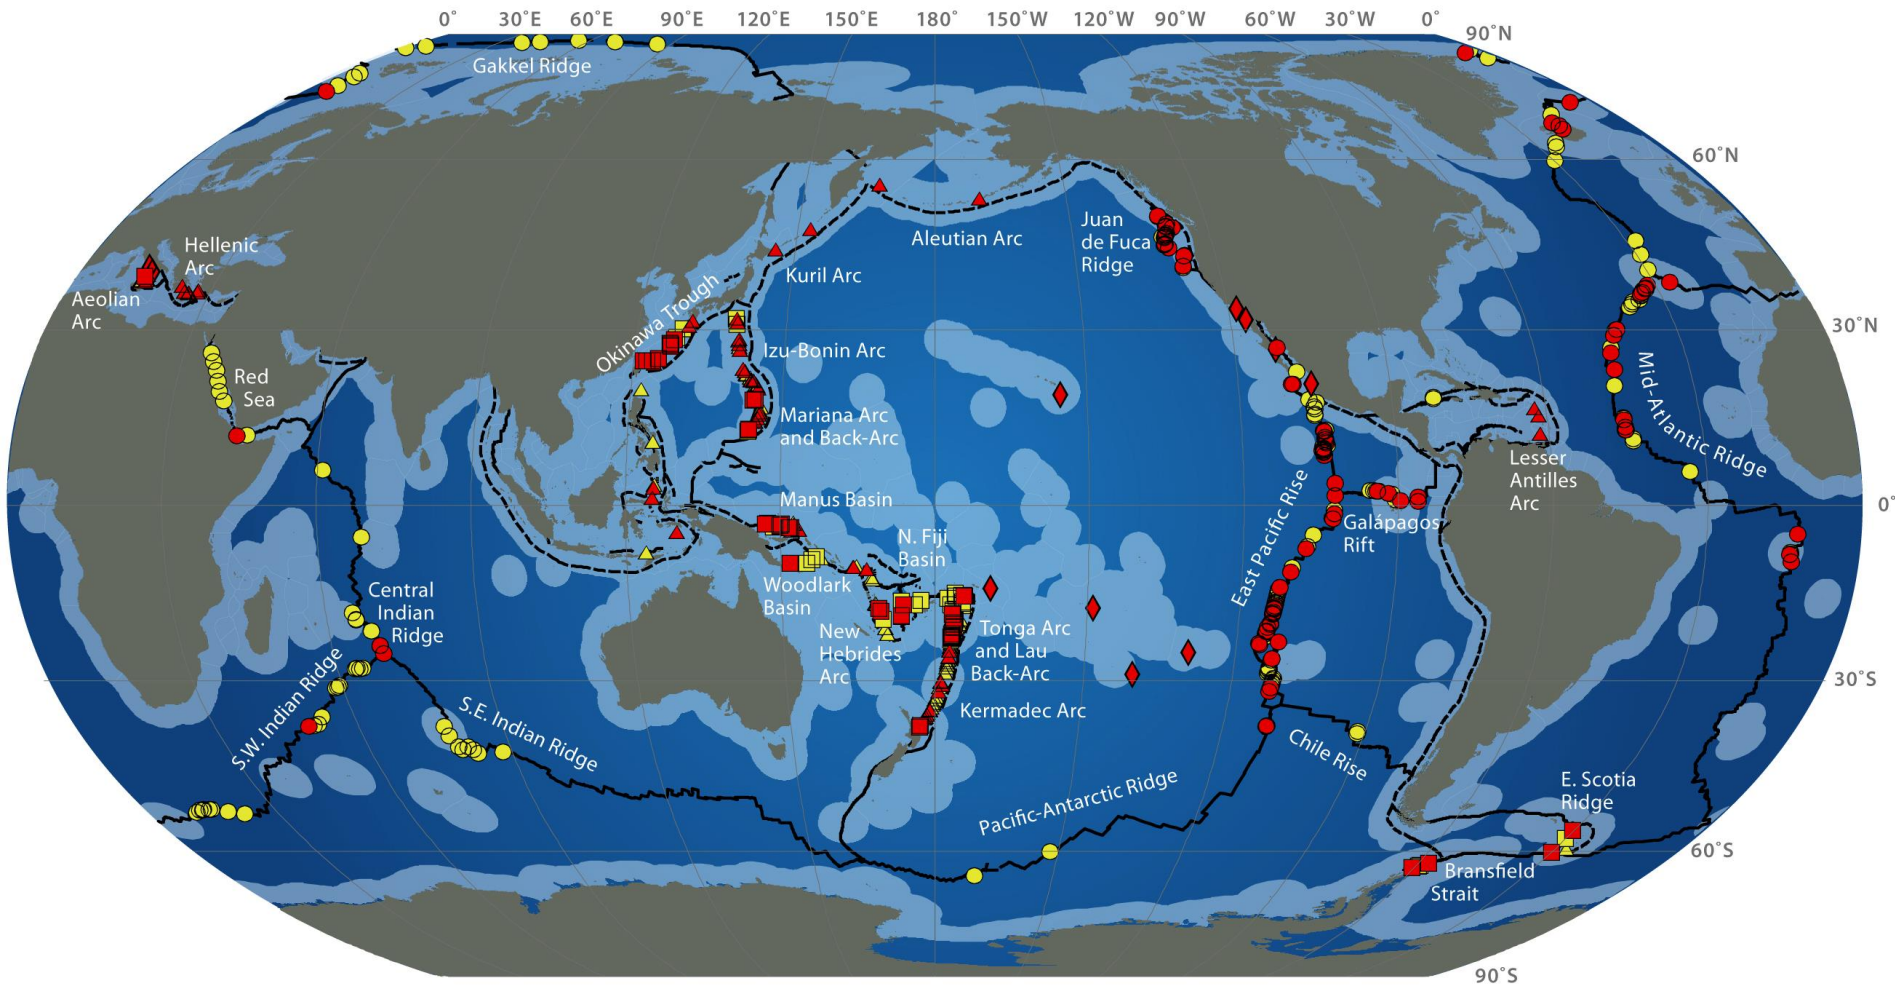 0°
30°E
60°E
90°E
120°E
150°E
180°
150°W
120°W
90°W
60°W
30°W
0°
90°N
Gakkel Ridge
60°N
Hellenic
Arc
Aeolian
Arc
Aleutian Arc
Juan
de Fuca
Ridge
Kuril Arc
Okinawa Trough
30°N
Izu-Bonin Arc
Red
Sea
Mariana Arc
and Back-Arc
Mid-Atlantic Ridge
Lesser
Antilles
Arc
Manus Basin
0°
East Pacific Rise
Galápagos
Rift
N. Fiji
Basin
Woodlark
Basin
Central
Indian
Ridge
New
Hebrides
Arc
Tonga Arc
and Lau
Back-Arc
30°S
S.W. Indian Ridge
S.E. Indian Ridge
Kermadec Arc
Chile Rise
Pacific-Antarctic Ridge
E. Scotia
Ridge
60°S
Bransfield
Strait
90°S